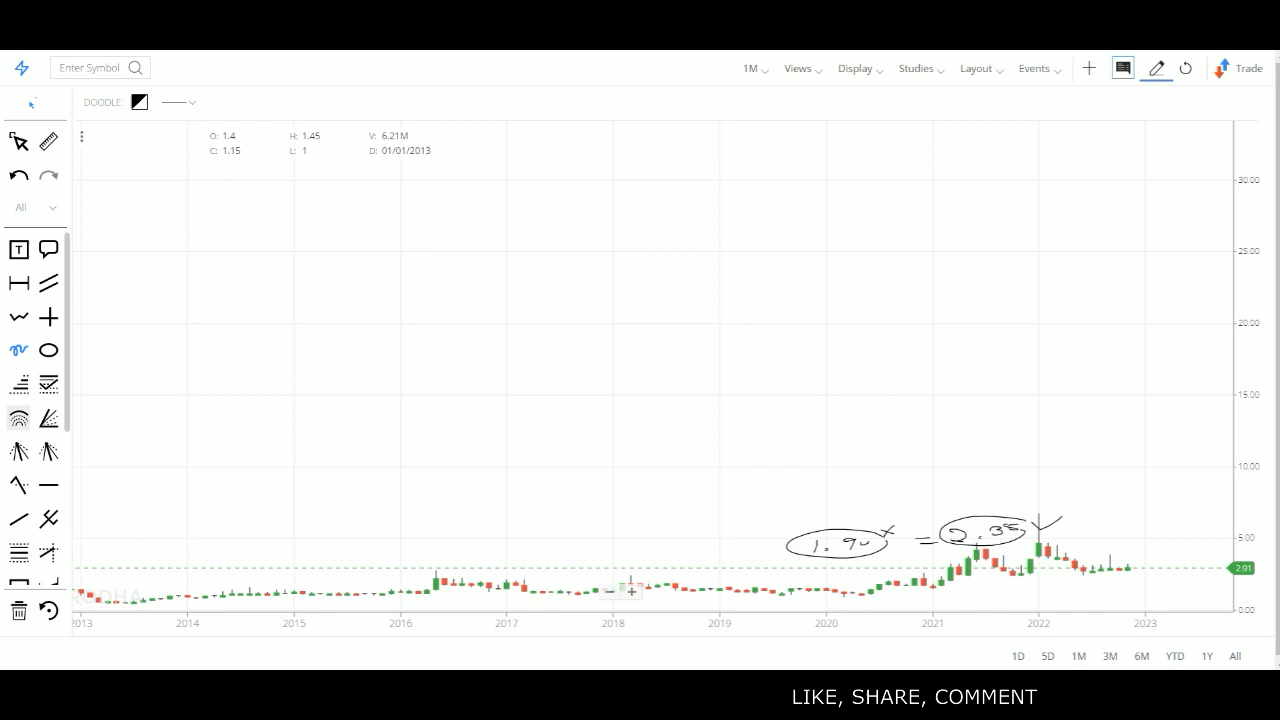 Enter Symbol 1M Views Display Studies Layout Events Trade
DOODLE:
O: 1.4 H: 1.45 V: 6.21M
C: 1.15 L: 1 D: 01/01/2013
All
T
30.00
25.00
20.00
15.00
10.00
5.00
1.90 x = 2.35
2.91
0.00
2013 2014 2015 2016 2017 2018 2019 2020 2021 2022 2023
1D 5D 1M 3M 6M YTD 1Y All
LIKE, SHARE, COMMENT